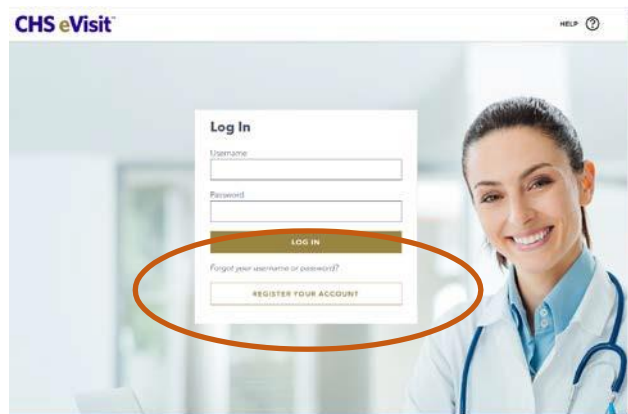 CHS eVisit
HELP
Log In
Username
Password
LOG IN
Forgot your username or password?
REGISTER YOUR ACCOUNT